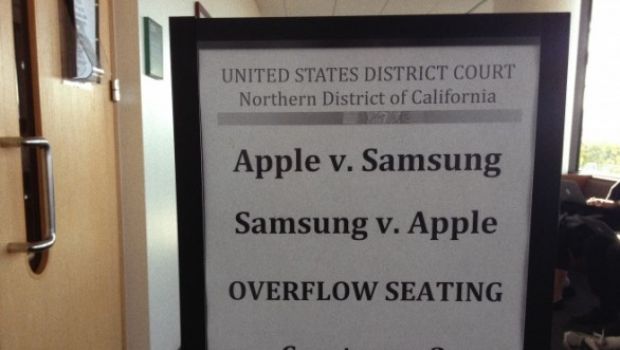 UNITED STATES DISTRICT COURT
Northern District of California
Apple v. Samsung
Samsung v. Apple
OVERFLOW SEATING